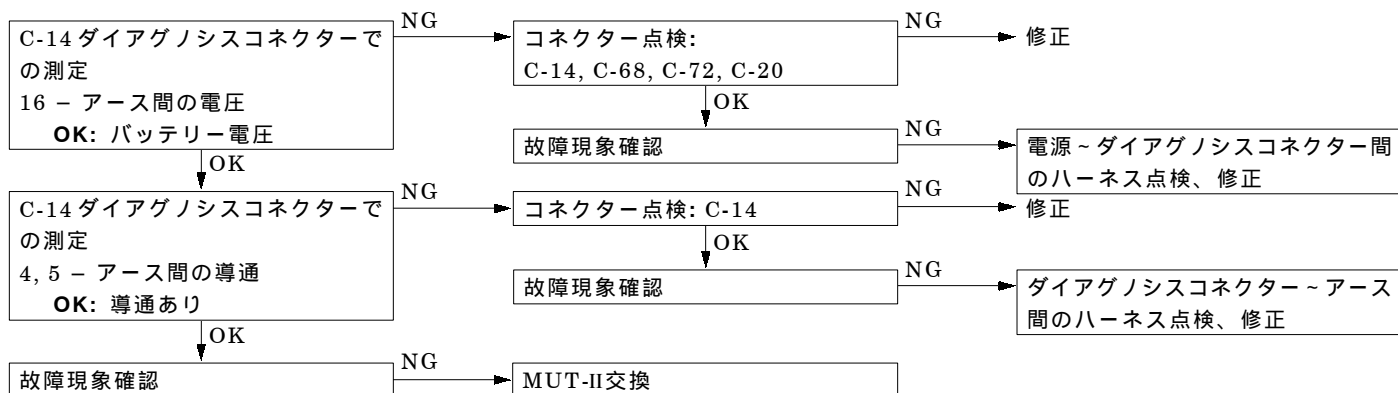 C-14 ダイアグノシスコネクターで
の測定
16 – アース間の電圧
OK: バッテリー電圧
NG
コネクター点検:
C-14, C-68, C-72, C-20
NG
修正
OK
故障現象確認
NG
電源 ~ ダイアグノシスコネクター間
のハーネス点検、修正
OK
C-14 ダイアグノシスコネクターで
の測定
4, 5 – アース間の導通
OK: 導通あり
NG
コネクター点検: C-14
NG
修正
OK
故障現象確認
NG
ダイアグノシスコネクター ~ アース
間のハーネス点検、修正
OK
故障現象確認
NG
MUT-II交換